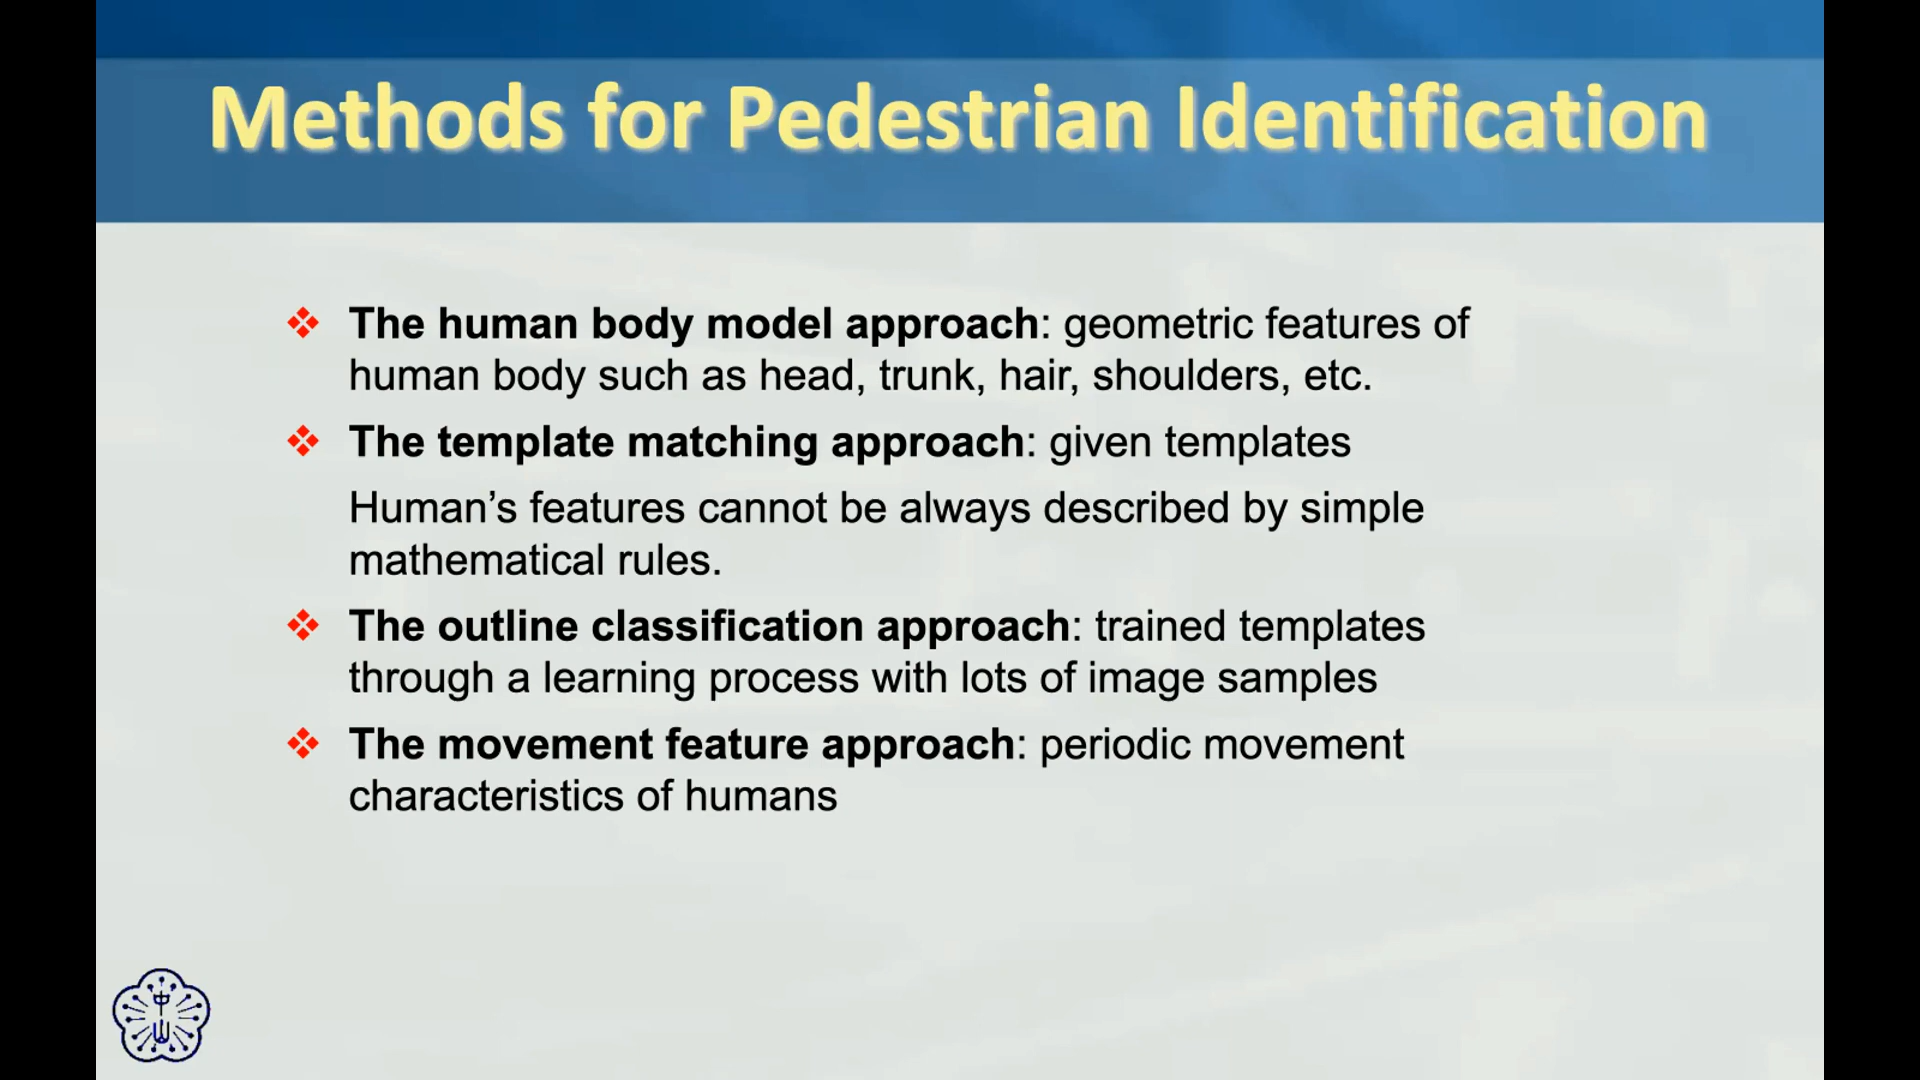 Methods for Pedestrian Identification
❖ The human body model approach: geometric features of
human body such as head, trunk, hair, shoulders, etc.
❖ The template matching approach: given templates
Human’s features cannot be always described by simple
mathematical rules.
❖ The outline classification approach: trained templates
through a learning process with lots of image samples
❖ The movement feature approach: periodic movement
characteristics of humans